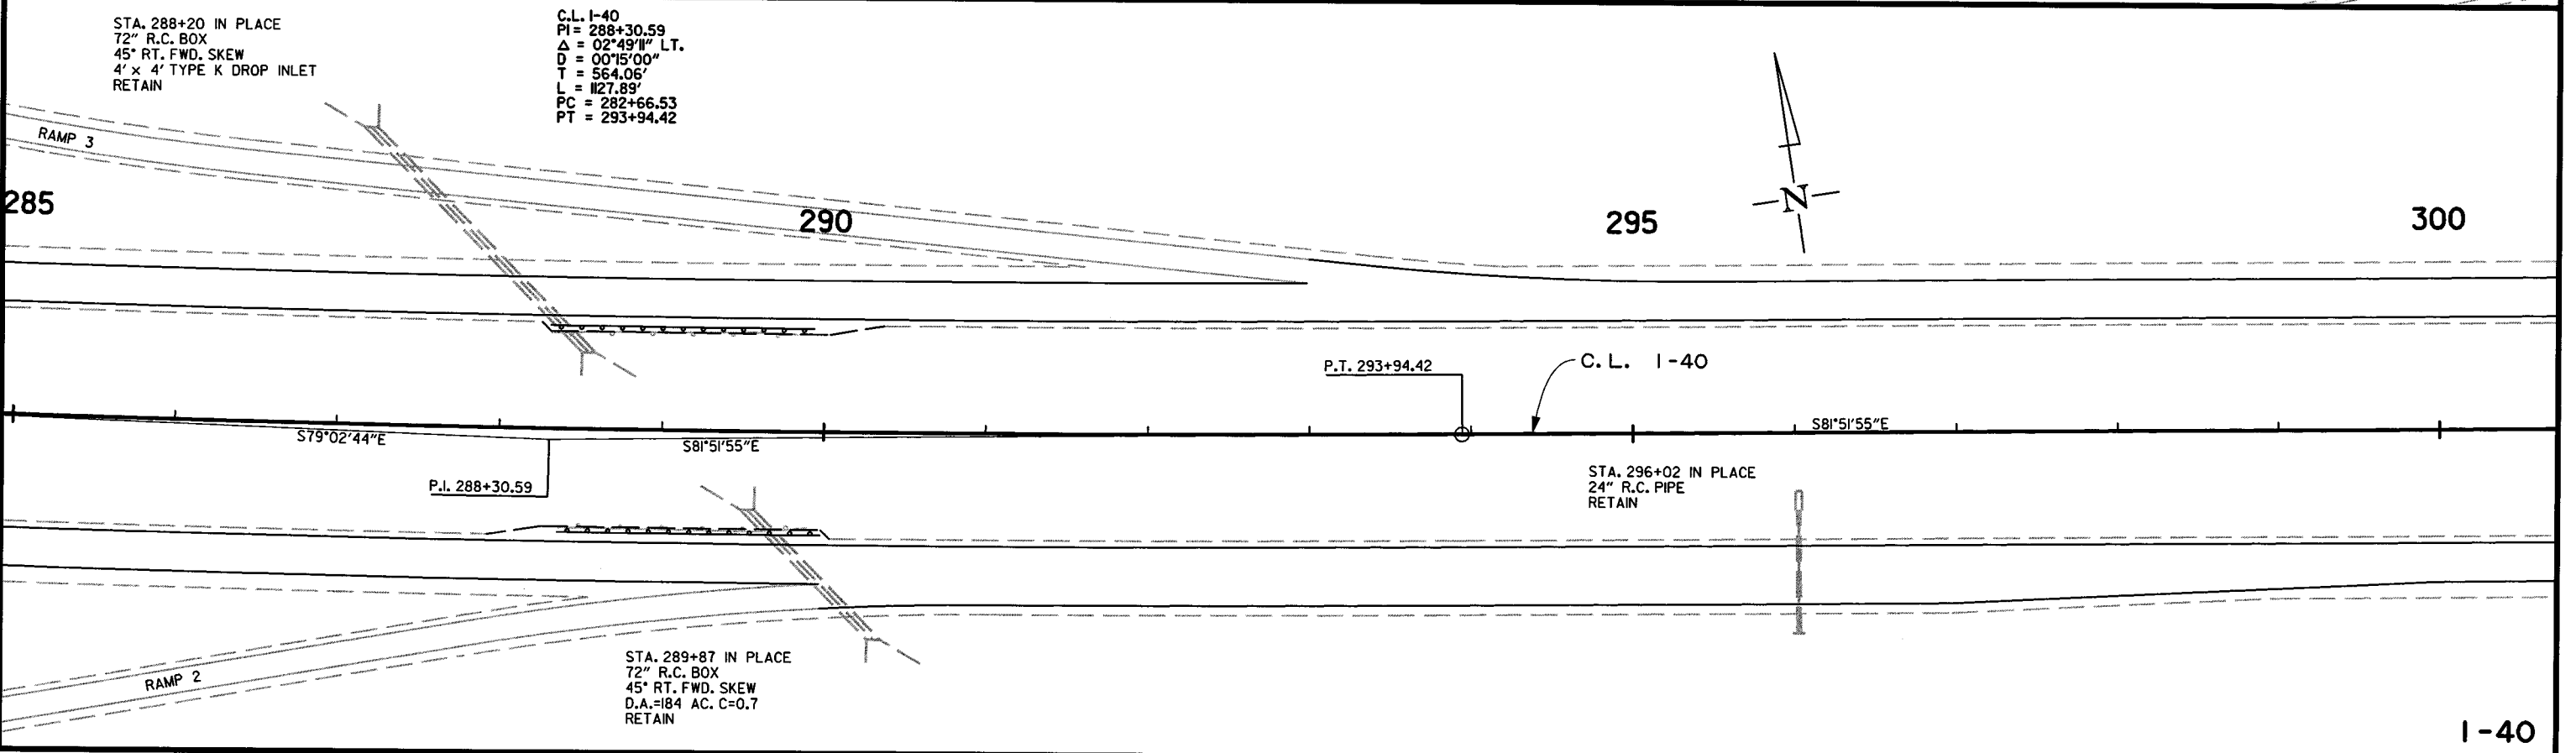 STA. 288+20 IN PLACE
72" R.C. BOX
45° RT. FWD. SKEW
4' x 4' TYPE K DROP INLET
RETAIN
C.L. I-40
PI = 288+30.59
Δ = 02°49'11" LT.
D = 00°15'00"
T = 564.06'
L = 1127.89'
PC = 282+66.53
PT = 293+94.42
RAMP 3
285
290
295
N
300
P.T. 293+94.42
C.L. I-40
S79°02'44"E
S81°51'55"E
S81°51'55"E
P.I. 288+30.59
STA. 296+02 IN PLACE
24" R.C. PIPE
RETAIN
RAMP 2
STA. 289+87 IN PLACE
72" R.C. BOX
45° RT. FWD. SKEW
D.A.=184 AC. C=0.7
RETAIN
I-40